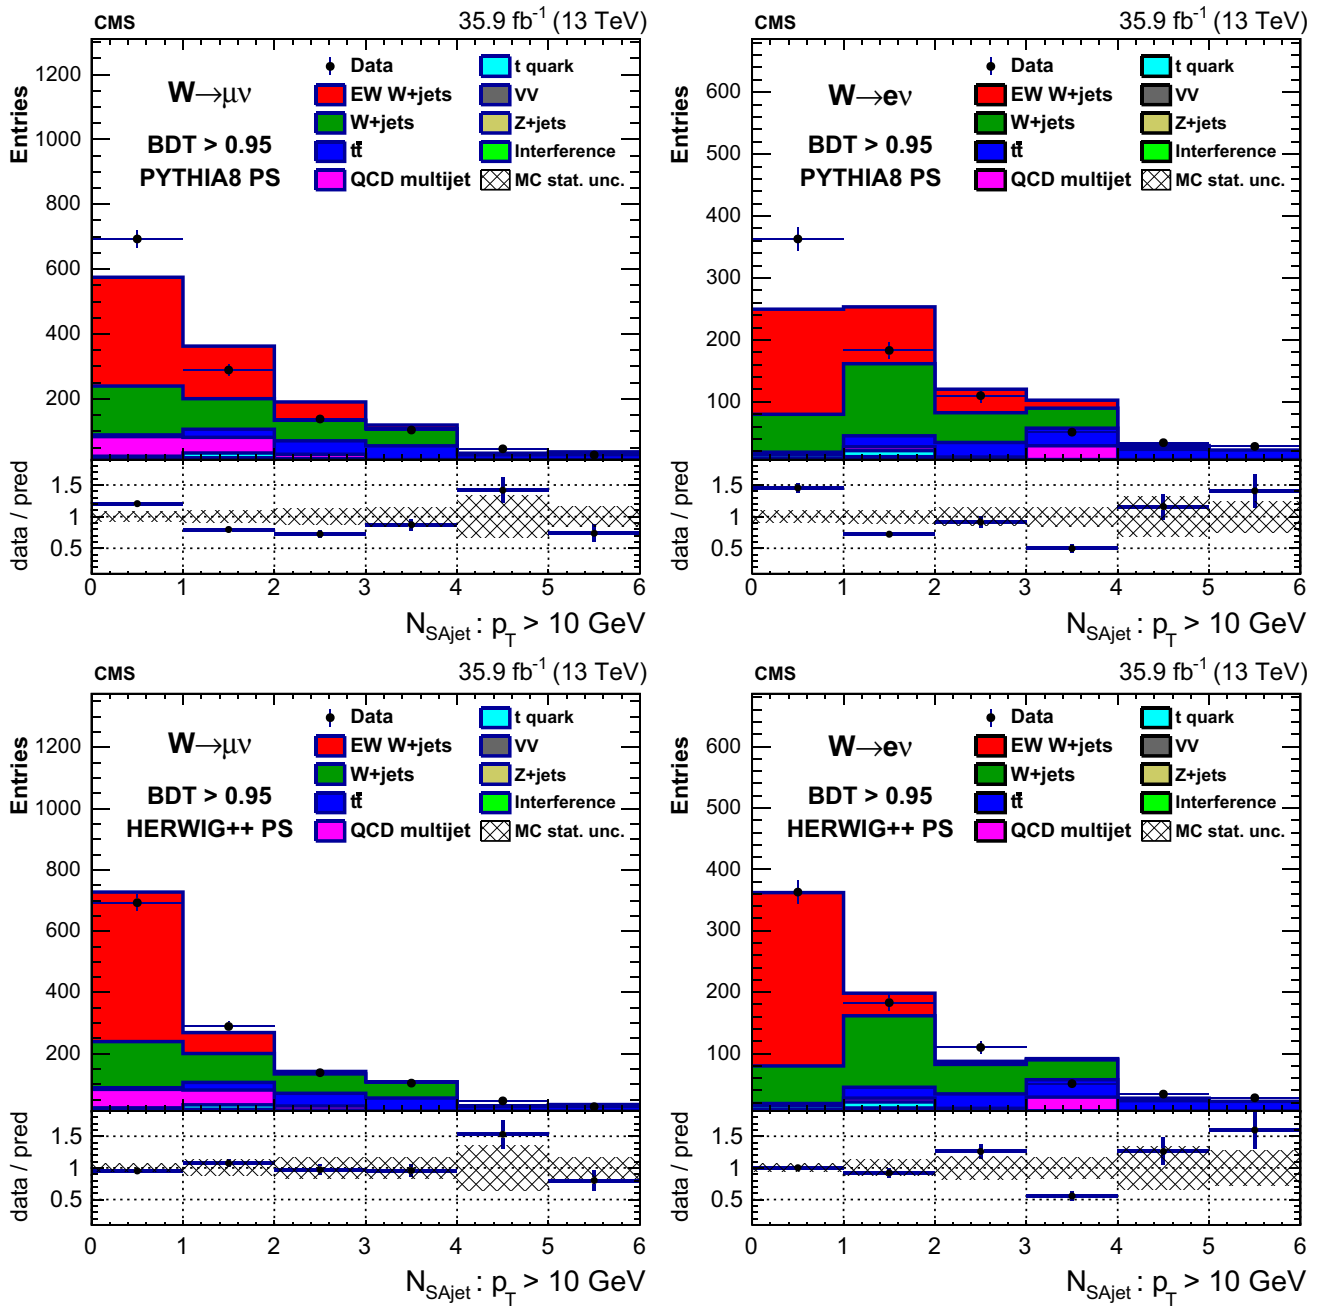 CMS 35.9 fb⁻¹ (13 TeV)
Entries
1200
1000
800
600
400
200
W→μν
BDT > 0.95
PYTHIA8 PS
Data
EW W+jets
W+jets
tt̄
QCD multijet
t quark
VV
Z+jets
Interference
MC stat. unc.
data / pred
1.5
1
0.5
0 1 2 3 4 5 6
N_SAjet : p_T > 10 GeV
CMS 35.9 fb⁻¹ (13 TeV)
Entries
600
500
400
300
200
100
W→eν
BDT > 0.95
PYTHIA8 PS
Data
EW W+jets
W+jets
tt̄
QCD multijet
t quark
VV
Z+jets
Interference
MC stat. unc.
data / pred
1.5
1
0.5
0 1 2 3 4 5 6
N_SAjet : p_T > 10 GeV
CMS 35.9 fb⁻¹ (13 TeV)
Entries
1200
1000
800
600
400
200
W→μν
BDT > 0.95
HERWIG++ PS
Data
EW W+jets
W+jets
tt̄
QCD multijet
t quark
VV
Z+jets
Interference
MC stat. unc.
data / pred
1.5
1
0.5
0 1 2 3 4 5 6
N_SAjet : p_T > 10 GeV
CMS 35.9 fb⁻¹ (13 TeV)
Entries
600
500
400
300
200
100
W→eν
BDT > 0.95
HERWIG++ PS
Data
EW W+jets
W+jets
tt̄
QCD multijet
t quark
VV
Z+jets
Interference
MC stat. unc.
data / pred
1.5
1
0.5
0 1 2 3 4 5 6
N_SAjet : p_T > 10 GeV